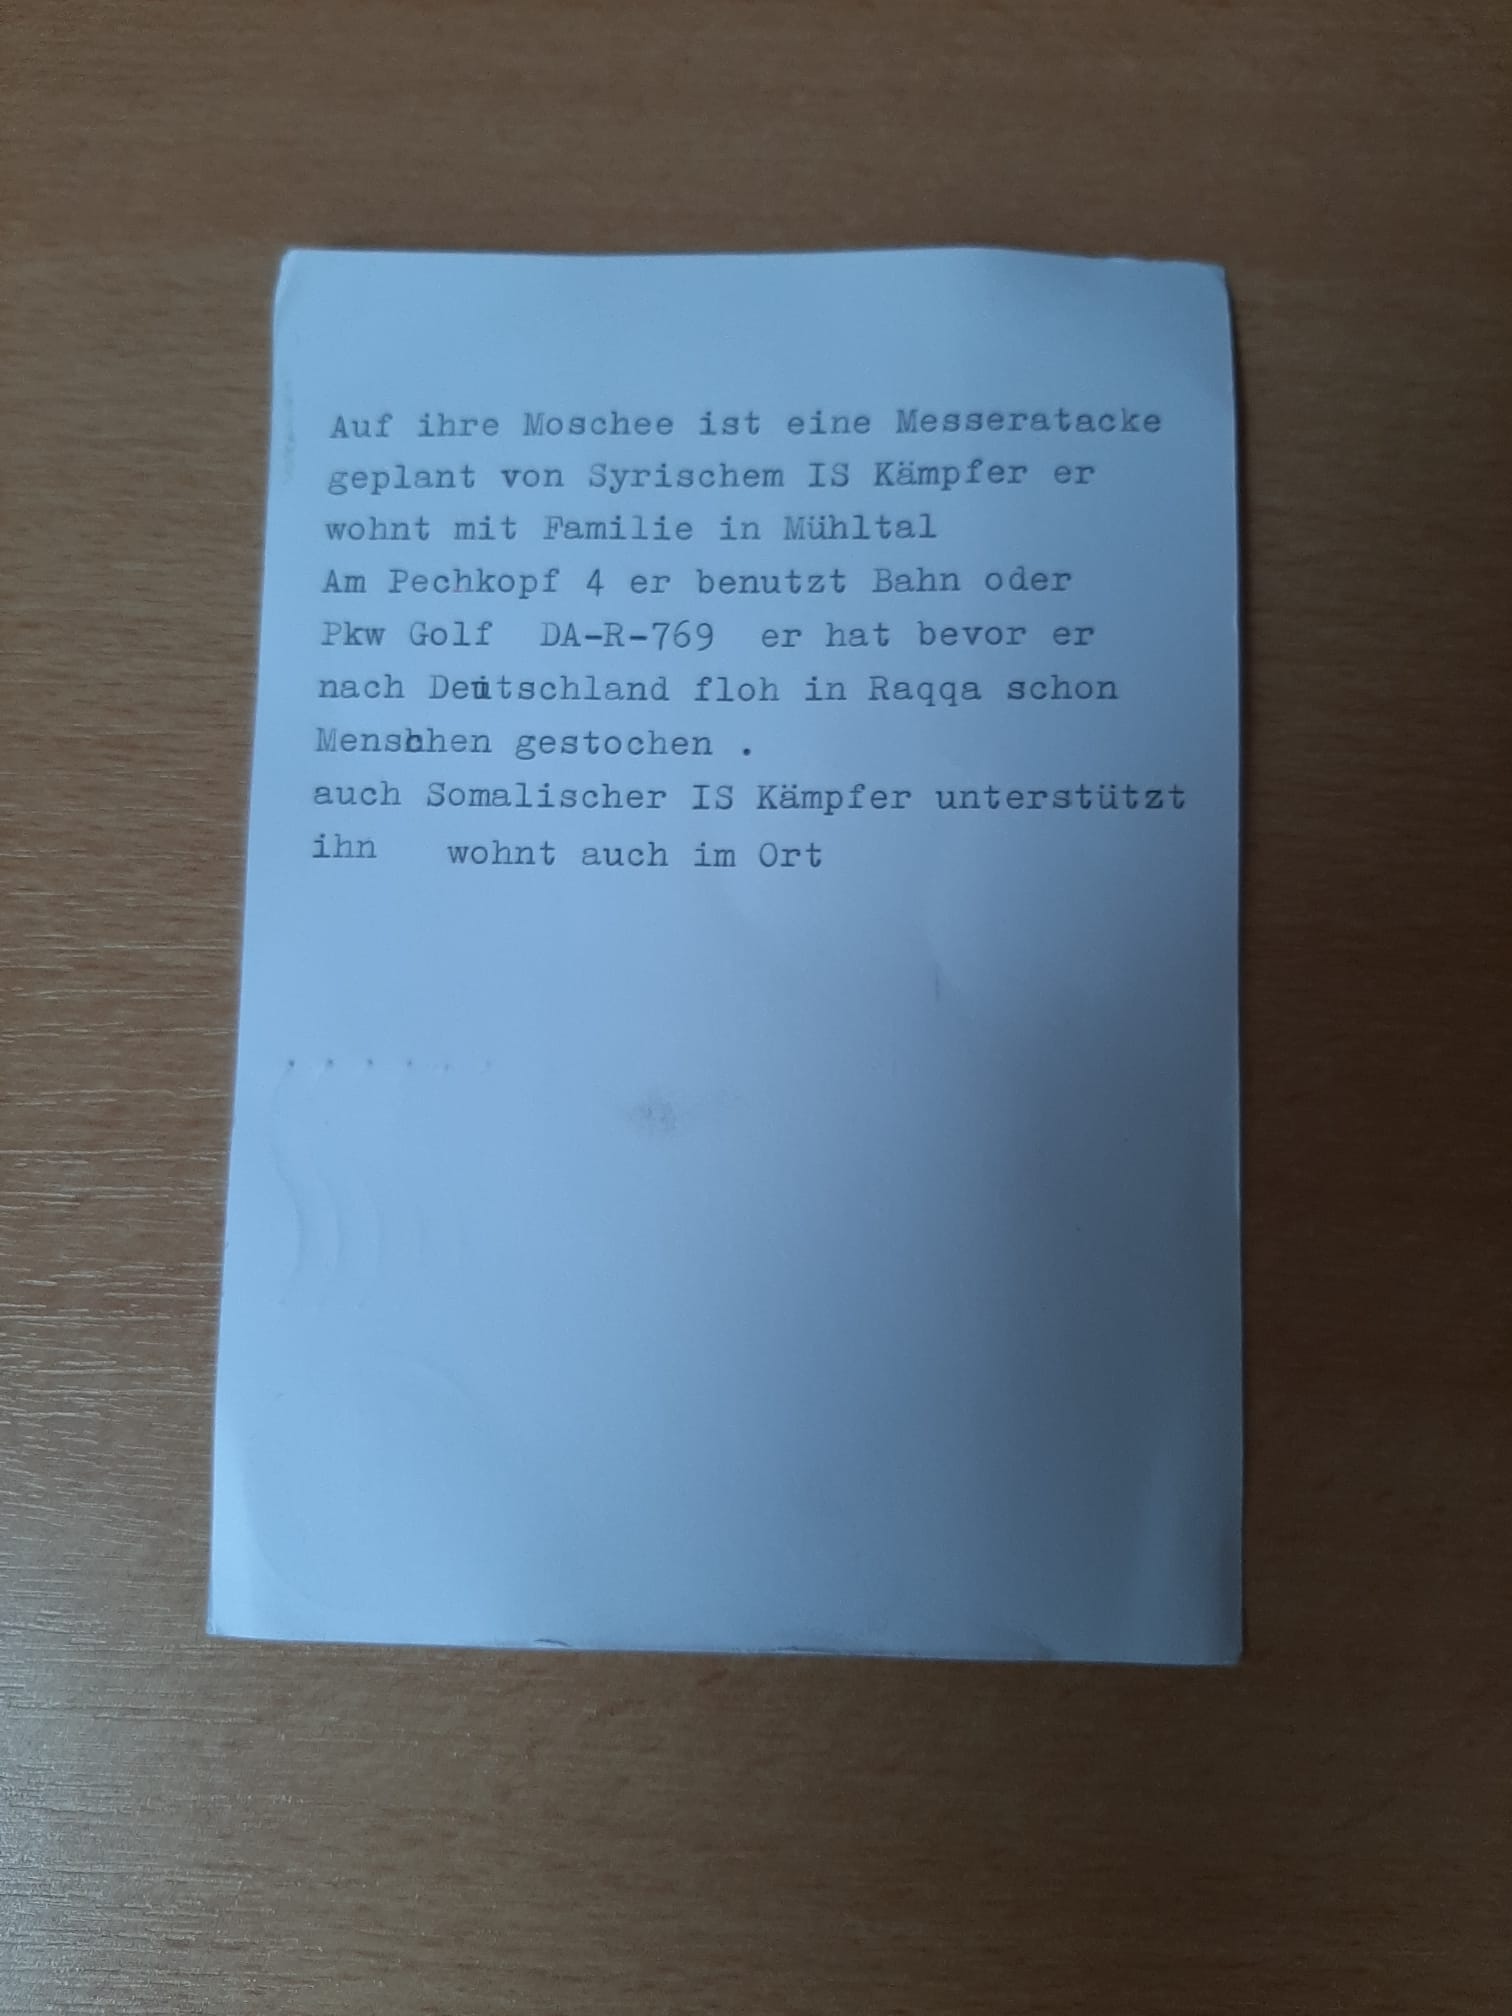 Auf ihre Moschee ist eine Messeratacke
geplant von Syrischem IS Kämpfer er
wohnt mit Familie in Mühltal
Am Pechkopf 4 er benutzt Bahn oder
Pkw Golf DA-R-769 er hat bevor er
nach Deutschland floh in Raqqa schon
Menschen gestochen .
auch Somalischer IS Kämpfer unterstützt
ihn wohnt auch im Ort